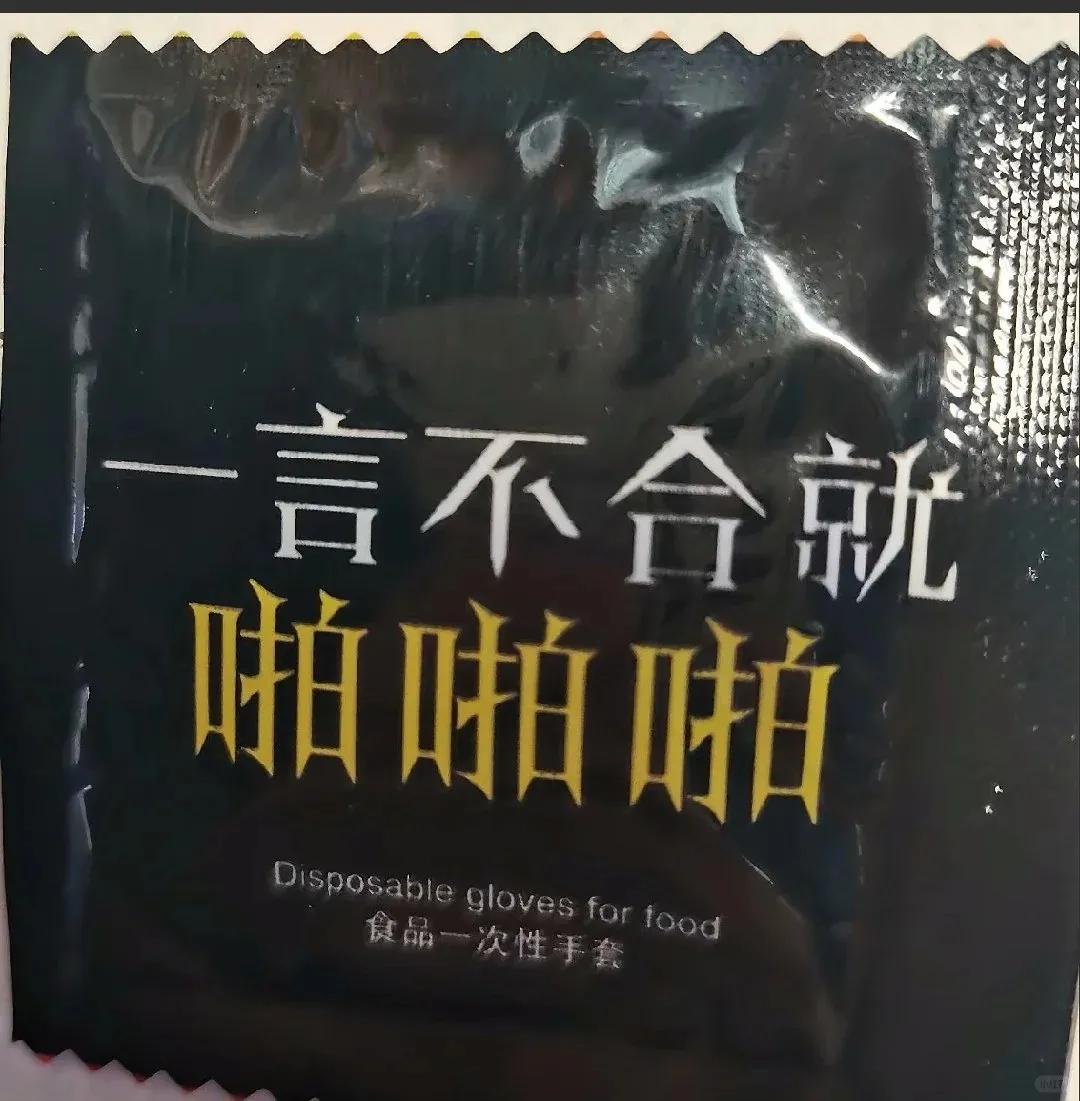 一言不合就
啪啪啪
Disposable gloves for food
食品一次性手套